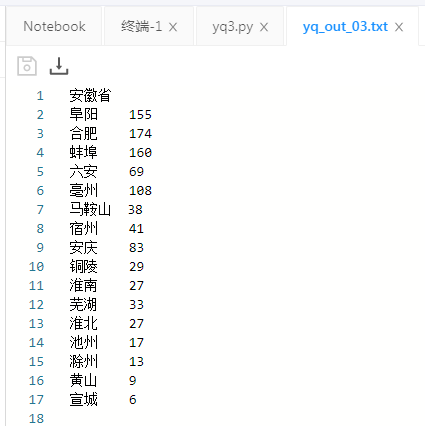 Notebook 终端-1 × yq3.py × yq_out_03.txt ×
1 安徽省
2 阜阳 155
3 合肥 174
4 蚌埠 160
5 六安 69
6 亳州 108
7 马鞍山 38
8 宿州 41
9 安庆 83
10 铜陵 29
11 淮南 27
12 芜湖 33
13 淮北 27
14 池州 17
15 滁州 13
16 黄山 9
17 宣城 6
18